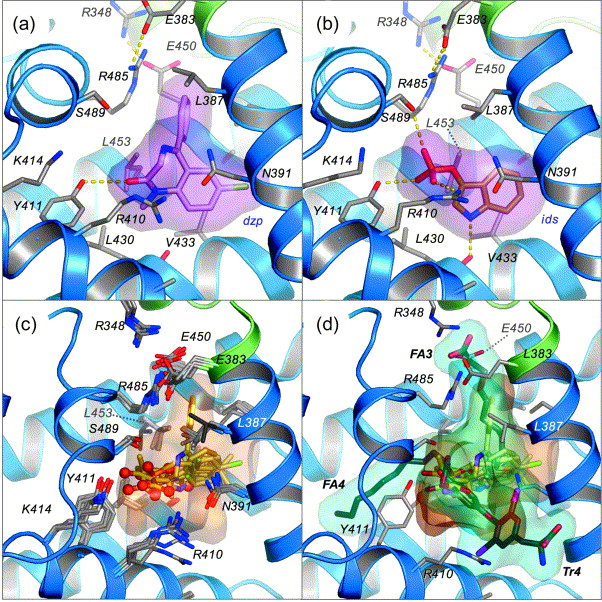 (a)
R348
E383
E450
R485
L387
S489
L453
K414
N391
Y411
R410
dzp
L430
V433
(b)
R348
E383
E450
R485
L387
S489
L453
K414
N391
Y411
R410
ids
L430
V433
(c)
R348
E450
E383
R485
L453
L387
S489
Y411
K414
N391
R410
(d)
R348
E450
FA3
L383
R485
L387
FA4
Y411
R410
Tr4